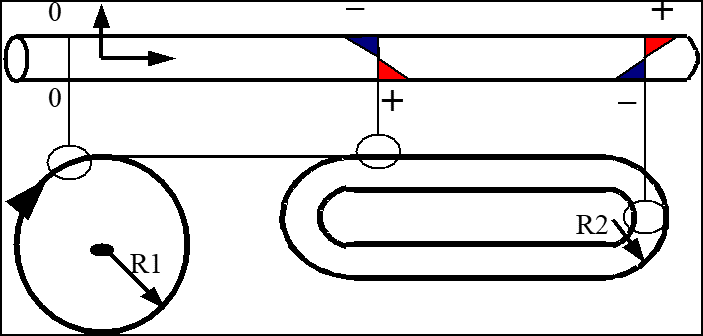 0 − +
0 + −
R1 R2